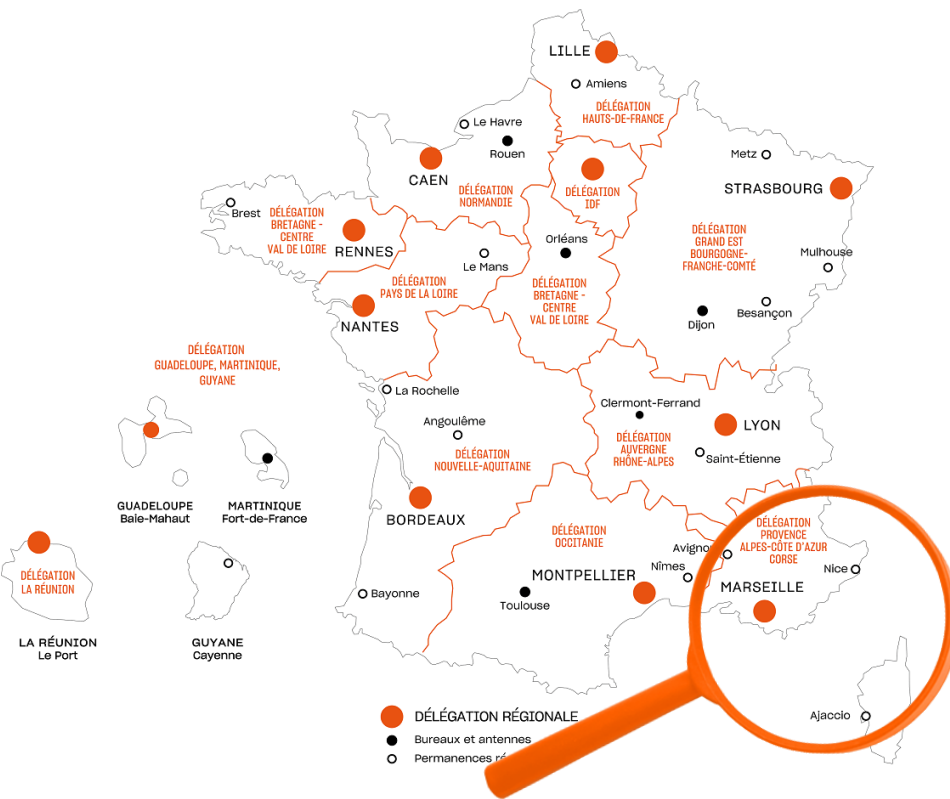 LILLE
Amiens
DÉLÉGATION
HAUTS-DE-FRANCE
Le Havre
Rouen
CAEN
DÉLÉGATION
NORMANDIE
DÉLÉGATION
IDF
Metz
STRASBOURG
Brest
DÉLÉGATION
BRETAGNE -
CENTRE
VAL DE LOIRE
RENNES
Orléans
Le Mans
DÉLÉGATION
GRAND EST
BOURGOGNE-
FRANCHE-COMTÉ
Mulhouse
DÉLÉGATION
PAYS DE LA LOIRE
NANTES
DÉLÉGATION
BRETAGNE -
CENTRE
VAL DE LOIRE
Besançon
Dijon
DÉLÉGATION
GUADELOUPE, MARTINIQUE,
GUYANE
La Rochelle
Angoulême
DÉLÉGATION
NOUVELLE-AQUITAINE
Clermont-Ferrand
LYON
DÉLÉGATION
AUVERGNE
RHÔNE-ALPES
Saint-Étienne
GUADELOUPE
Baie-Mahaut
MARTINIQUE
Fort-de-France
BORDEAUX
DÉLÉGATION
OCCITANIE
DÉLÉGATION
PROVENCE
ALPES-CÔTE D'AZUR
CORSE
Nîmes
Nice
MONTPELLIER
MARSEILLE
Toulouse
Bayonne
DÉLÉGATION
LA RÉUNION
LA RÉUNION
Le Port
GUYANE
Cayenne
Ajaccio
DÉLÉGATION RÉGIONALE
Bureaux et antennes
Permanences